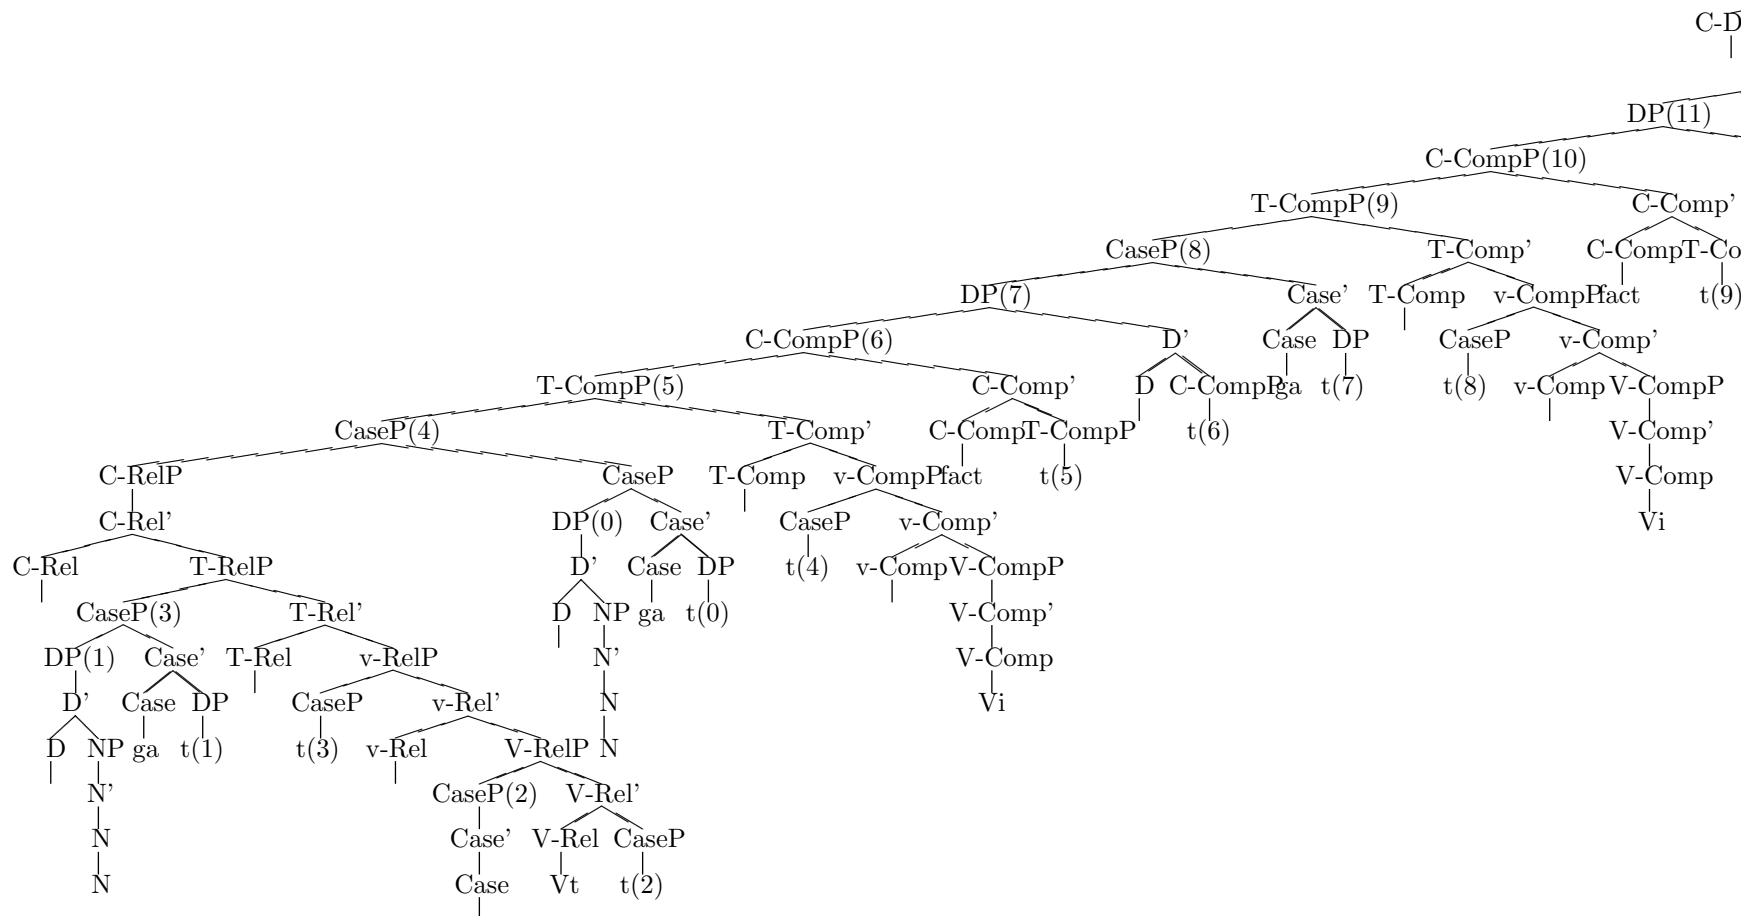 C-D
DP(11)
C-CompP(10)
T-CompP(9) C-Comp’
CaseP(8) T-Comp’ C-Comp T-Co
DP(7) Case’ T-Comp v-CompP fact t(9)
C-CompP(6) D’ Case DP CaseP v-Comp’
T-CompP(5) C-Comp’ D C-CompP ga t(7) t(8) v-Comp V-CompP
CaseP(4) T-Comp’ C-Comp T-CompP t(6) V-Comp’
C-RelP CaseP T-Comp v-CompP fact t(5) V-Comp
C-Rel’ DP(0) Case’ CaseP v-Comp’ Vi
C-Rel T-RelP D’ Case DP t(4) v-Comp V-CompP
CaseP(3) T-Rel’ D NP ga t(0) V-Comp’
DP(1) Case’ T-Rel v-RelP N’ V-Comp
D’ Case DP CaseP v-Rel’ N Vi
D NP ga t(1) t(3) v-Rel V-RelP N
N’ CaseP(2) V-Rel’
N Case’ V-Rel CaseP
N Case Vt t(2)